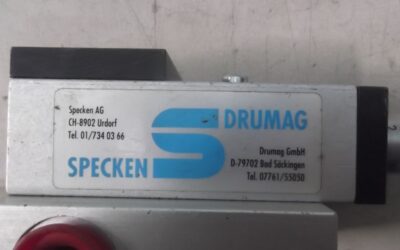 Specken AG
CH-8902 Urdorf
Tel. 01/734 03 66
SPECKEN
DRUMAG
Drumag GmbH
D-79702 Bad Säckingen
Tel. 07761/55050